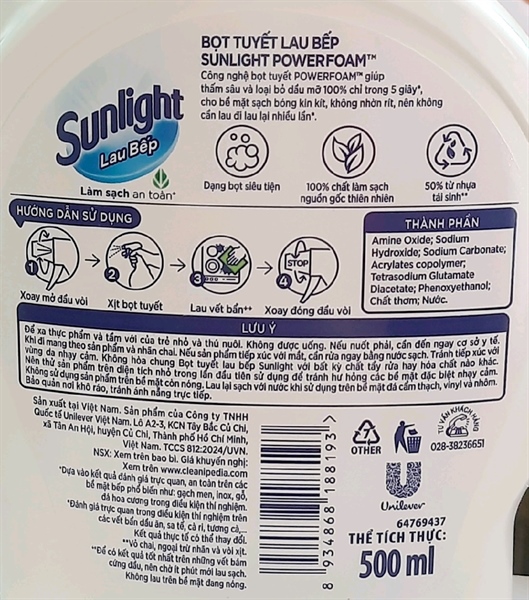 BỌT TUYẾT LAU BẾP
SUNLIGHT POWERFOAM™
Công nghệ bọt tuyết POWERFOAM™ giúp
thấm sâu và loại bỏ dầu mỡ 100% chỉ trong 5 giây*,
cho bề mặt sạch bóng kin kít, không nhờn rít, nên không
cần lau đi lau lại nhiều lần*.
Sunlight
Lau Bếp
Làm sạch an toàn*
Dạng bọt siêu tiện
100% chất làm sạch
nguồn gốc thiên nhiên
50% từ nhựa
tái sinh**
HƯỚNG DẪN SỬ DỤNG
1
2
3
4
STOP
Xoay mở đầu vòi
Xịt bọt tuyết
Lau vết bẩn**
Xoay đóng đầu vòi
THÀNH PHẦN
Amine Oxide; Sodium
Hydroxide; Sodium Carbonate;
Acrylates copolymer;
Tetrasodium Glutamate
Diacetate; Phenoxyethanol;
Chất thơm; Nước.
LƯU Ý
Để xa thực phẩm và tầm với của trẻ nhỏ và thú nuôi. Không được uống. Nếu nuốt phải, cần đến ngay cơ sở y tế.
Khi đi mang theo sản phẩm và nhãn chai. Nếu sản phẩm tiếp xúc với mắt, cần rửa ngay bằng nước sạch. Tránh tiếp xúc với
vùng da nhạy cảm. Không hòa chung Bọt tuyết lau bếp Sunlight với bất kỳ chất tẩy rửa hay hóa chất nào khác.
Nên thử sản phẩm trên diện tích nhỏ trong lần đầu tiên sử dụng để tránh hư hỏng các bề mặt đặc biệt nhạy cảm.
Không sử dụng sản phẩm trên bề mặt còn nóng. Lau lại sạch với nước khi sử dụng trên bề mặt đá cẩm thạch, vinyl và nhôm.
Bảo quản nơi khô ráo, tránh ánh nắng trực tiếp.
Sản xuất tại Việt Nam. Sản phẩm của Công ty TNHH
Quốc tế Unilever Việt Nam. Lô A2-3, KCN Tây Bắc Củ Chi,
xã Tân An Hội, huyện Củ Chi, Thành phố Hồ Chí Minh,
Việt Nam. TCCS 812:2024/UVN.
NSX: Xem trên bao bì. Giá khuyến nghị:
Xem trên www.cleanipedia.com
*Dựa vào kết quả đánh giá trực quan, an toàn trên các
bề mặt bếp phổ biến như: gạch men, inox, gỗ,
đá hoa cương trong điều kiện thí nghiệm.
*Đánh giá trực quan trong điều kiện thí nghiệm trên
các vết bẩn dầu ăn, sa tế, cà ri, tương cà,...
Kết quả thực tế có thể thay đổi.
**Vỏ chai, ngoại trừ nhãn và vòi xịt.
**Để có kết quả tốt nhất trên những vết bám
cứng đầu, nên chờ ít phút mới lau sạch.
Không lau trên bề mặt đang nóng.
8 934868 188193 >
7
OTHER
TƯ VẤN KHÁCH HÀNG
028-38236651
Unilever
64769437
THỂ TÍCH THỰC:
500 ml